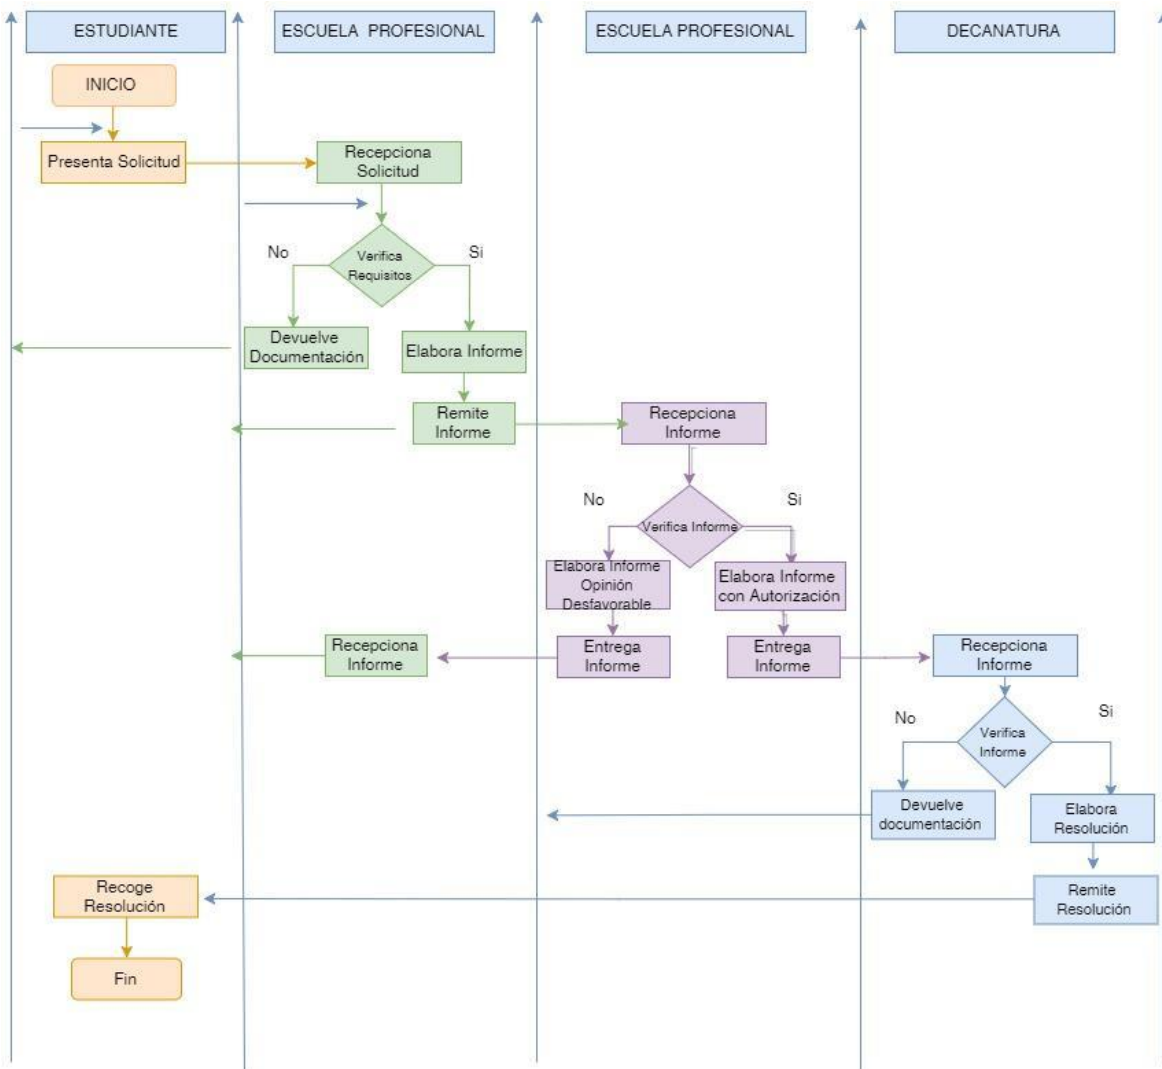 ESTUDIANTE
ESCUELA PROFESIONAL
ESCUELA PROFESIONAL
DECANATURA
INICIO
Presenta Solicitud
Recepciona
Solicitud
No
Si
Verifica
Requisitos
Devuelve
Documentación
Elabora Informe
Remite
Informe
Recepciona
Informe
No
Si
Verifica Informe
Elabora Informe
Opinión
Desfavorable
Elabora Informe
con Autorización
Recepciona
Informe
Entrega
Informe
Entrega
Informe
Recepciona
Informe
No
Si
Verifica
Informe
Devuelve
documentación
Elabora
Resolución
Recoge
Resolución
Remite
Resolución
Fin